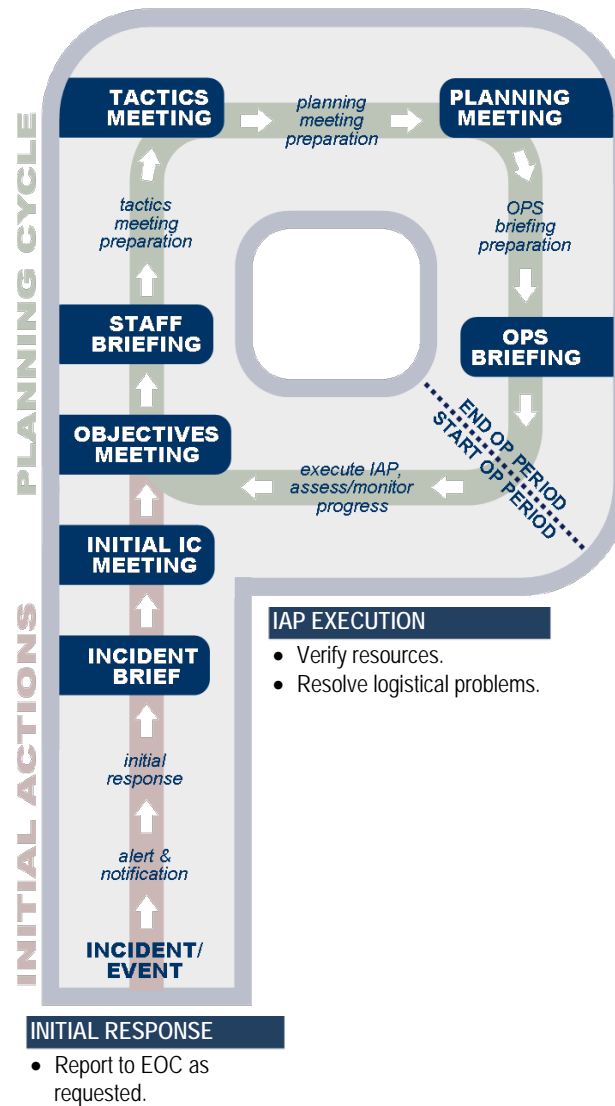 TACTICS
MEETING
planning
meeting
preparation
PLANNING
MEETING
PLANNING CYCLE
tactics
meeting
preparation
OPS
briefing
preparation
STAFF
BRIEFING
OPS
BRIEFING
OBJECTIVES
MEETING
END OP PERIOD
START OP PERIOD
execute IAP,
assess/monitor
progress
INITIAL IC
MEETING
INITIAL ACTIONS
INCIDENT
BRIEF
IAP EXECUTION
• Verify resources.
• Resolve logistical problems.
initial
response
alert &
notification
INCIDENT/
EVENT
INITIAL RESPONSE
• Report to EOC as
requested.